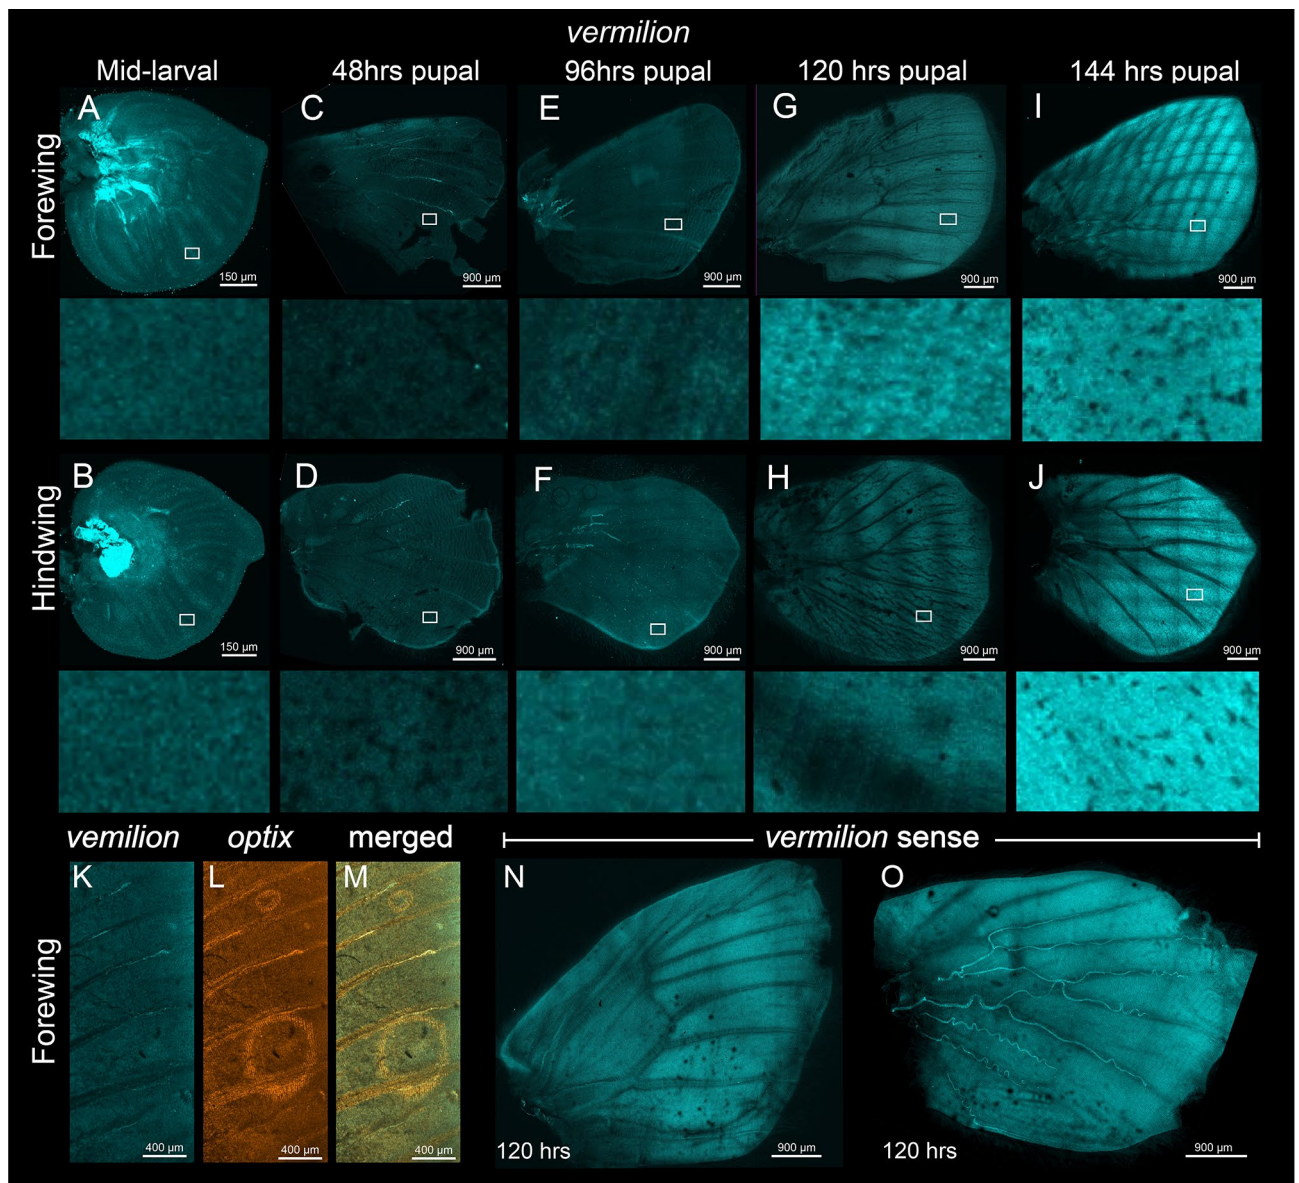 vermilion
Mid-larval 48hrs pupal 96hrs pupal 120 hrs pupal 144 hrs pupal
Forewing
A C E G I
150 µm 900 µm 900 µm 900 µm 900 µm
Hindwing
B D F H J
150 µm 900 µm 900 µm 900 µm 900 µm
vemilion optix merged vermilion sense
Forewing
K L M N O
400 µm 400 µm 400 µm 120 hrs 900 µm 120 hrs 900 µm